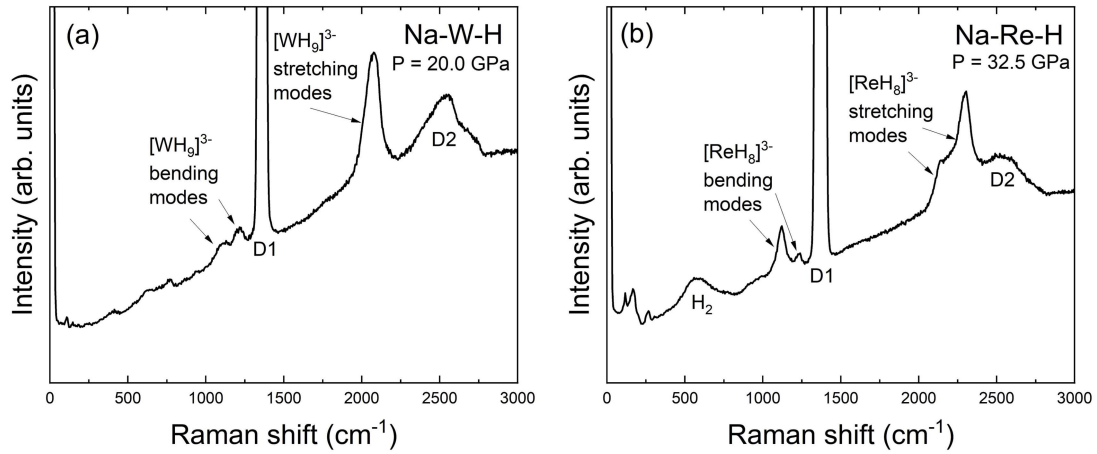 (a)
Na-W-H
P = 20.0 GPa
[WH₉]³⁻
stretching
modes
[WH₉]³⁻
bending
modes
D1
D2
Intensity (arb. units)
0 500 1000 1500 2000 2500 3000
Raman shift (cm⁻¹)
(b)
Na-Re-H
P = 32.5 GPa
[ReH₈]³⁻
stretching
modes
[ReH₈]³⁻
bending
modes
H₂
D1
D2
Intensity (arb. units)
0 500 1000 1500 2000 2500 3000
Raman shift (cm⁻¹)